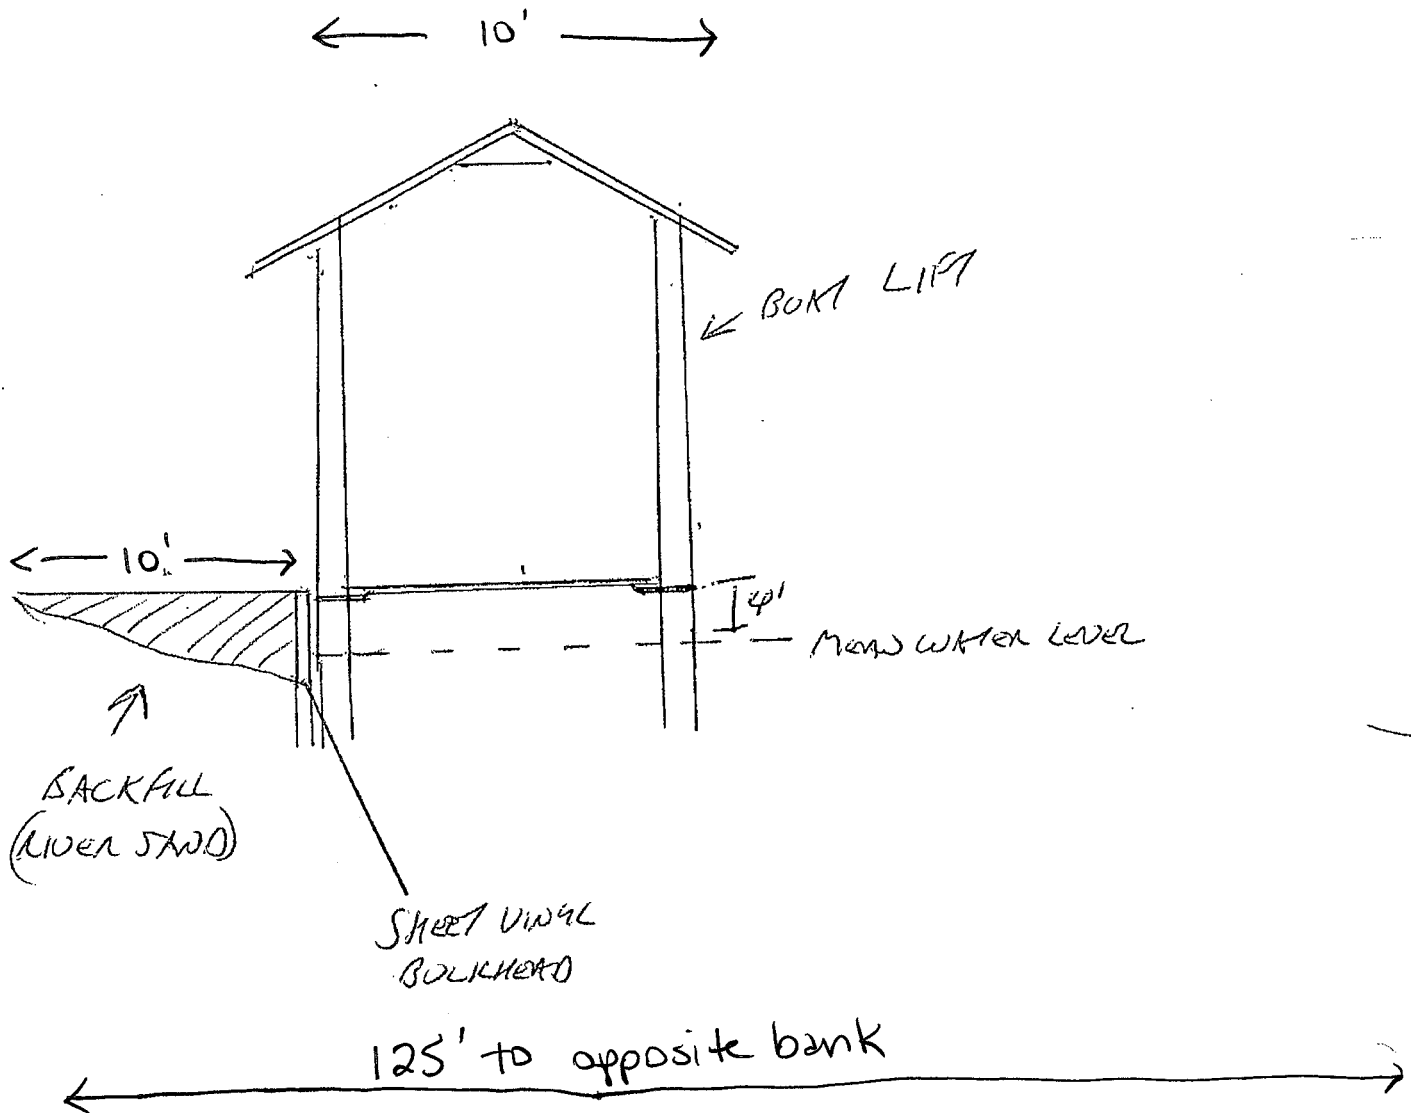 10'
BOAT LIFT
10'
4'
MEAN WATER LEVEL
BACKFILL
(RIVER SAND)
SHEET VINYL
BULKHEAD
125' to opposite bank